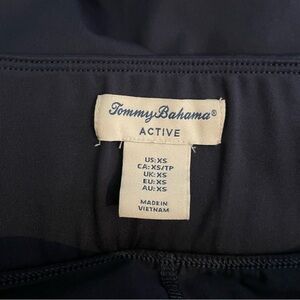 Tommy Bahama®
ACTIVE
US: XS
CA: XS/TP
UK: XS
EU: XS
AU: XS
MADE IN
VIETNAM